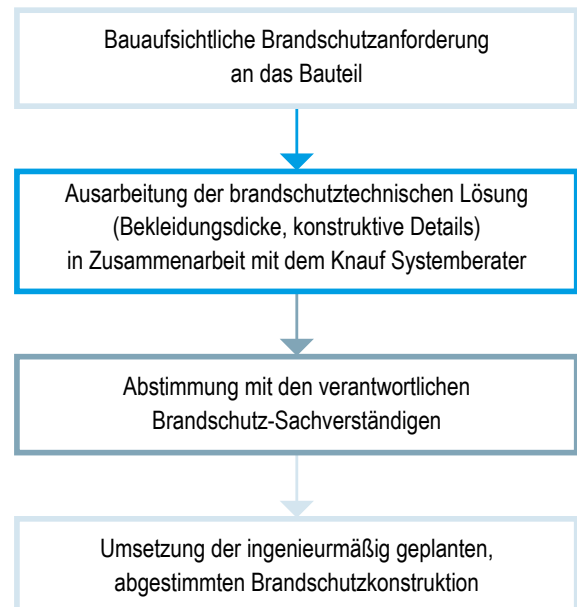 Bauaufsichtliche Brandschutzanforderung
an das Bauteil
Ausarbeitung der brandschutztechnischen Lösung
(Bekleidungsdicke, konstruktive Details)
in Zusammenarbeit mit dem Knauf Systemberater
Abstimmung mit den verantwortlichen
Brandschutz-Sachverständigen
Umsetzung der ingenieurmäßig geplanten,
abgestimmten Brandschutzkonstruktion